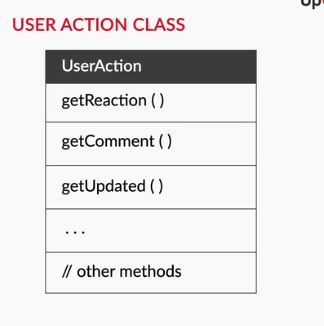 USER ACTION CLASS
UserAction
getReaction ( )
getComment ( )
getUpdated ( )
. . .
// other methods